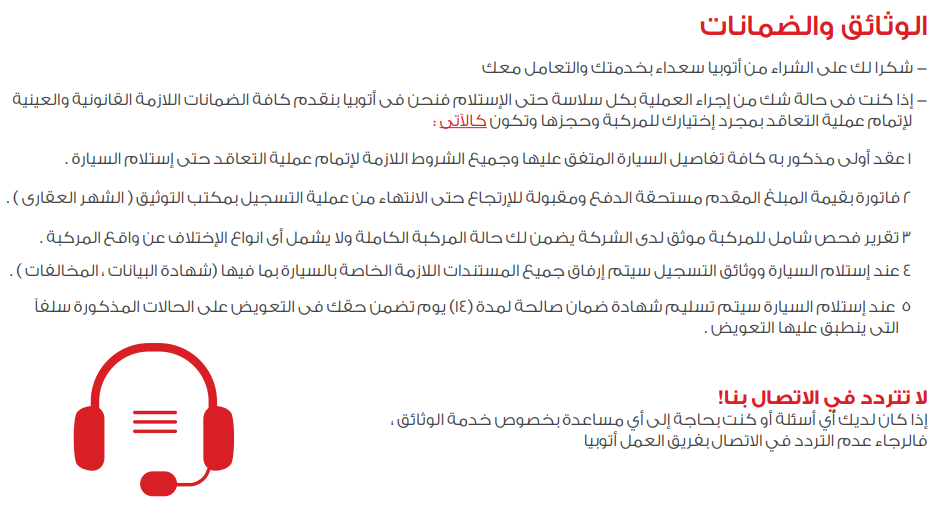 الوثائق والضمانات
- شكرا لك على الشراء من أتوبيا سعداء بخدمتك والتعامل معك
- إذا كنت فى حالة شك من إجراء العملية بكل سلاسة حتى الإستلام فنحن فى أتوبيا بنقدم كافة الضمانات اللازمة القانونية والعينية
لإتمام عملية التعاقد بمجرد إختيارك للمركبة وحجزها وتكون كالآتى :
١ عقد أولى مذكور به كافة تفاصيل السيارة المتفق عليها وجميع الشروط اللازمة لإتمام عملية التعاقد حتى إستلام السيارة .
٢ فاتورة بقيمة المبلغ المقدم مستحقة الدفع ومقبولة للإرتجاع حتى الانتهاء من عملية التسجيل بمكتب التوثيق ( الشهر العقارى ) .
٣ تقرير فحص شامل للمركبة موثق لدى الشركة يضمن لك حالة المركبة الكاملة ولا يشمل أى انواع الإختلاف عن واقع المركبة .
٤ عند إستلام السيارة ووثائق التسجيل سيتم إرفاق جميع المستندات اللازمة الخاصة بالسيارة بما فيها (شهادة البيانات ، المخالفات ) .
٥ عند إستلام السيارة سيتم تسليم شهادة ضمان صالحة لمدة (١٤) يوم تضمن حقك فى التعويض على الحالات المذكورة سلفاً
التى ينطبق عليها التعويض .
لا تتردد في الاتصال بنا!
إذا كان لديك أي أسئلة أو كنت بحاجة إلى أي مساعدة بخصوص خدمة الوثائق ،
فالرجاء عدم التردد في الاتصال بفريق العمل أتوبيا